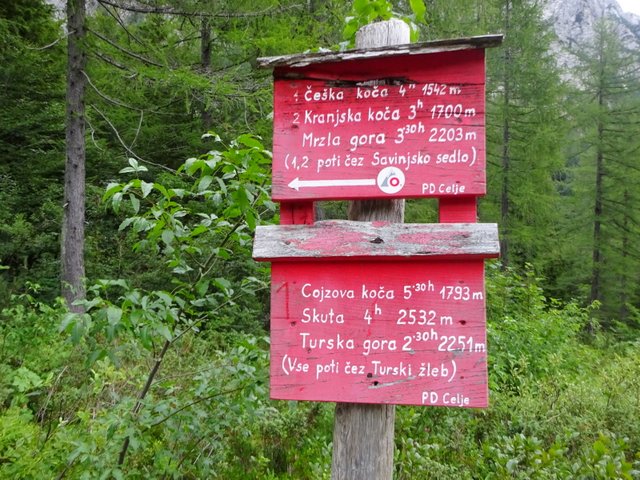 1 Češka koča 4ʰ 1542 m
2 Kranjska koča 3ʰ 1700 m
Mrzla gora 3·30ʰ 2203 m
(1,2 poti čez Savinjsko sedlo)
PD Celje
1 Cojzova koča 5·30ʰ 1793 m
Skuta 4ʰ 2532 m
Turska gora 2·30ʰ 2251 m
(Vse poti čez Turski žleb)
PD Celje